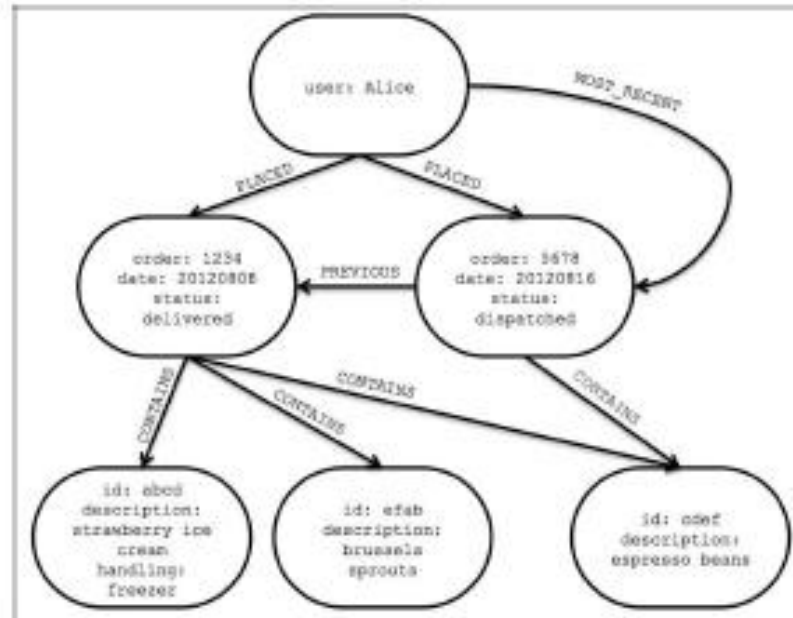 user: Alice
MOST_RECENT
PLACED
PLACED
order: 1234
date: 20120808
status:
delivered
PREVIOUS
order: 5678
date: 20120816
status:
dispatched
CONTAINS
CONTAINS
CONTAINS
CONTAINS
id: abcd
description:
strawberry ice
cream
handling:
freezer
id: efab
description:
brussels
sprouts
id: cdef
description:
espresso beans